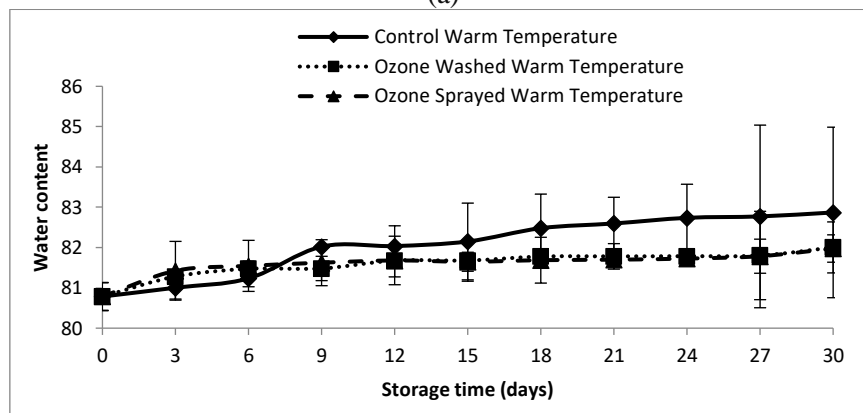 (a)
Control Warm Temperature
Ozone Washed Warm Temperature
Ozone Sprayed Warm Temperature
86
85
84
83
82
81
80
Water content
0 3 6 9 12 15 18 21 24 27 30
Storage time (days)